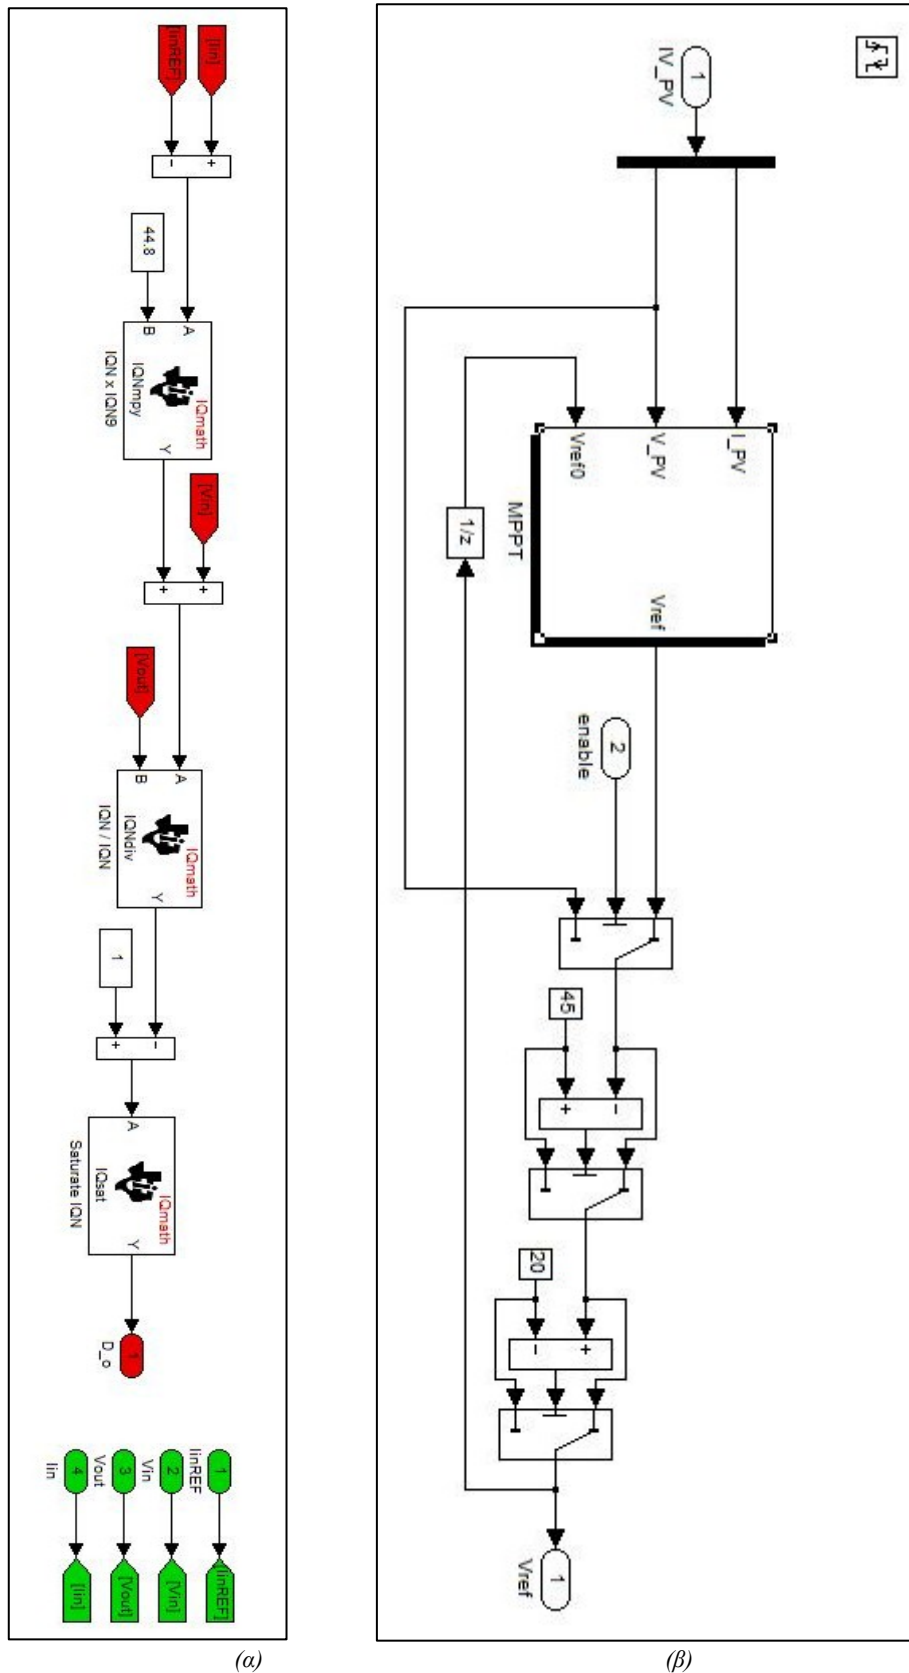 [IinREF]
[Iin]
-
+
44.8
A
B
IQmath
IQNmpy
Y
IQN x IQN9
[Vin]
+
+
[Vout]
A
B
IQmath
IQNdiv
Y
IQN / IQN
1
-
+
A
IQmath
IQsat
Y
Saturate IQN
1
D_o
1
IinREF
[IinREF]
2
Vin
[Vin]
3
Vout
[Vout]
4
Iin
[Iin]
(α)
1
IV_PV
I_PV
V_PV
Vref0
Vref
MPPT
1/z
2
enable
45
-
+
20
+
-
1
Vref
(β)